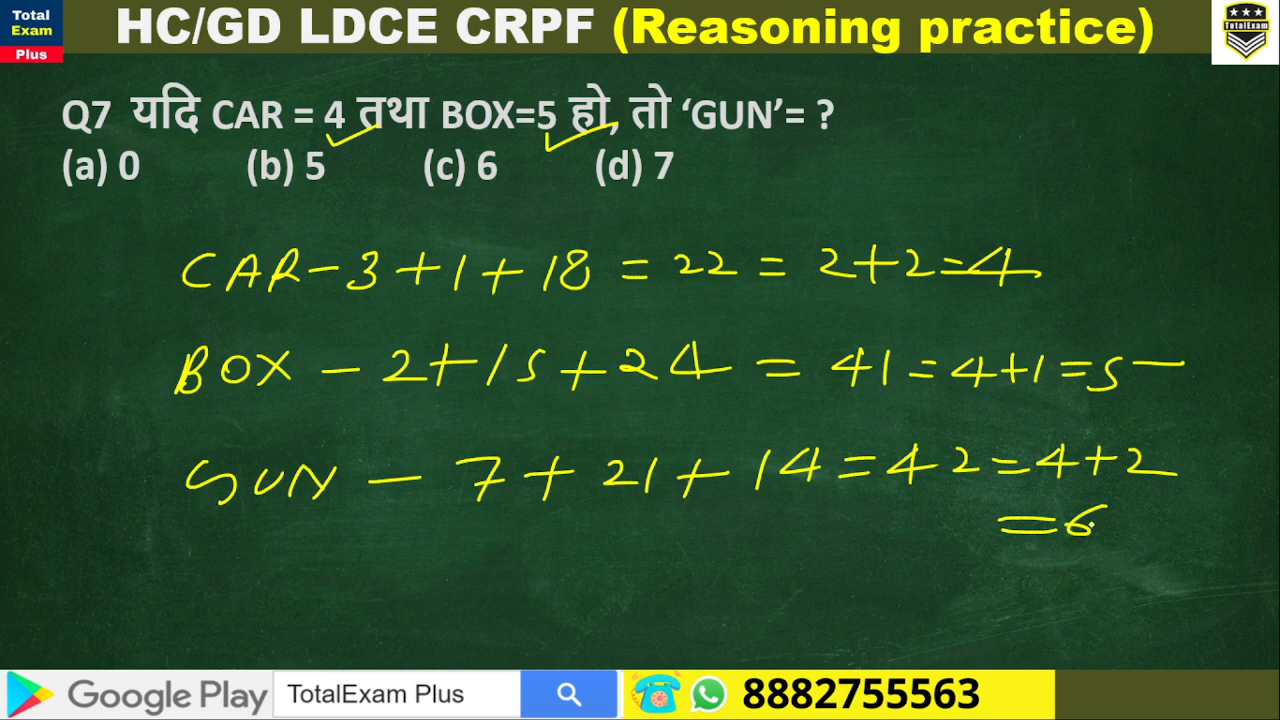 Total
Exam
Plus
HC/GD LDCE CRPF (Reasoning practice)
TotalExam
Q7 यदि CAR = 4 तथा BOX=5 हो, तो ‘GUN’= ?
(a) 0 (b) 5 (c) 6 (d) 7
CAR - 3 + 1 + 18 = 22 = 2+2=4
BOX - 2+15+24 = 41 = 4+1=5
GUN - 7 + 21 + 14 = 42 = 4+2
=6
Google Play TotalExam Plus 8882755563